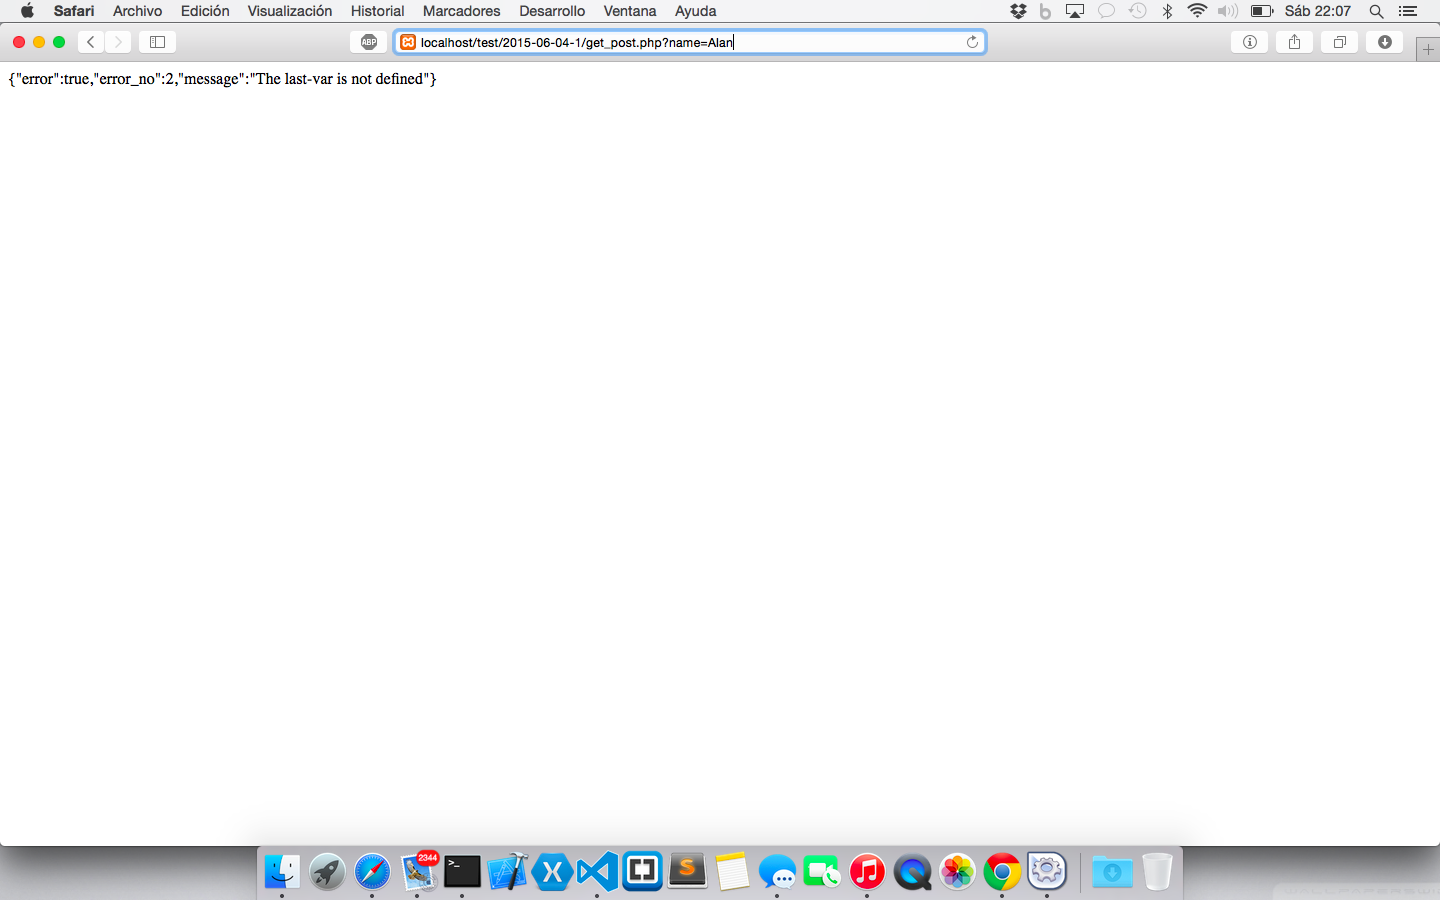 Safari Archivo Edición Visualización Historial Marcadores Desarrollo Ventana Ayuda Sáb 22:07
ABP localhost/test/2015-06-04-1/get_post.php?name=Alan
{"error":true,"error_no":2,"message":"The last-var is not defined"}
2344